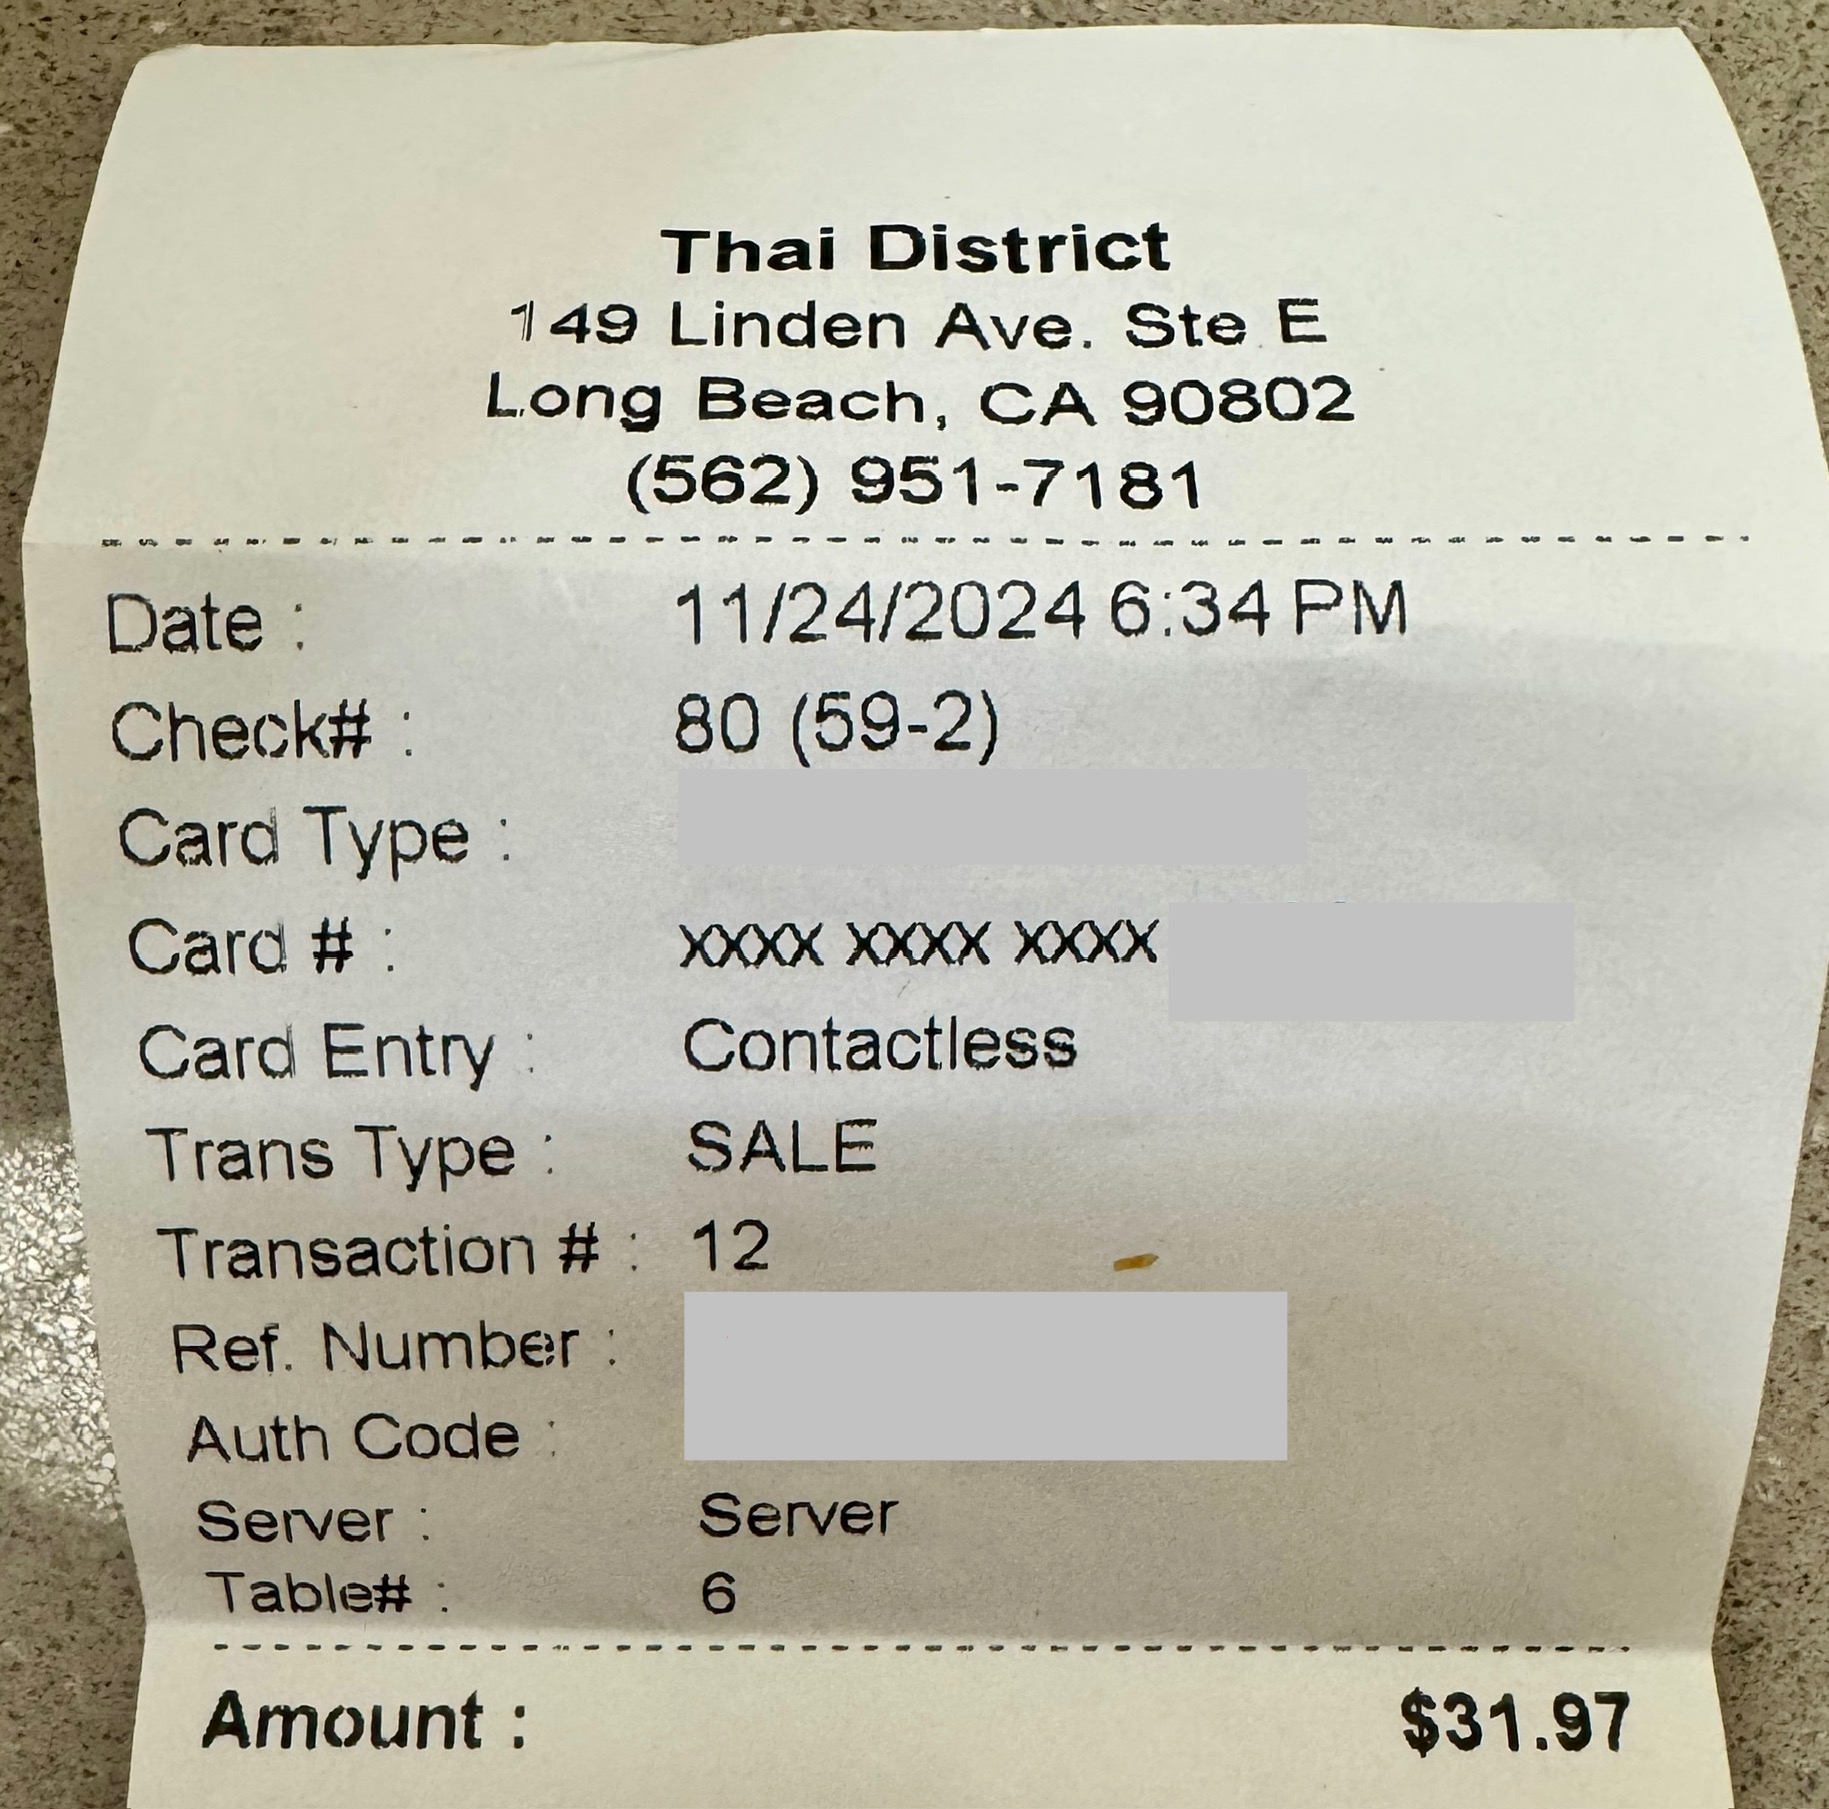 Thai District
149 Linden Ave. Ste E
Long Beach, CA 90802
(562) 951-7181
Date : 11/24/2024 6:34 PM
Check# : 80 (59-2)
Card Type :
Card # : XXXX XXXX XXXX
Card Entry : Contactless
Trans Type : SALE
Transaction # : 12
Ref. Number :
Auth Code :
Server : Server
Table# : 6
Amount : $31.97